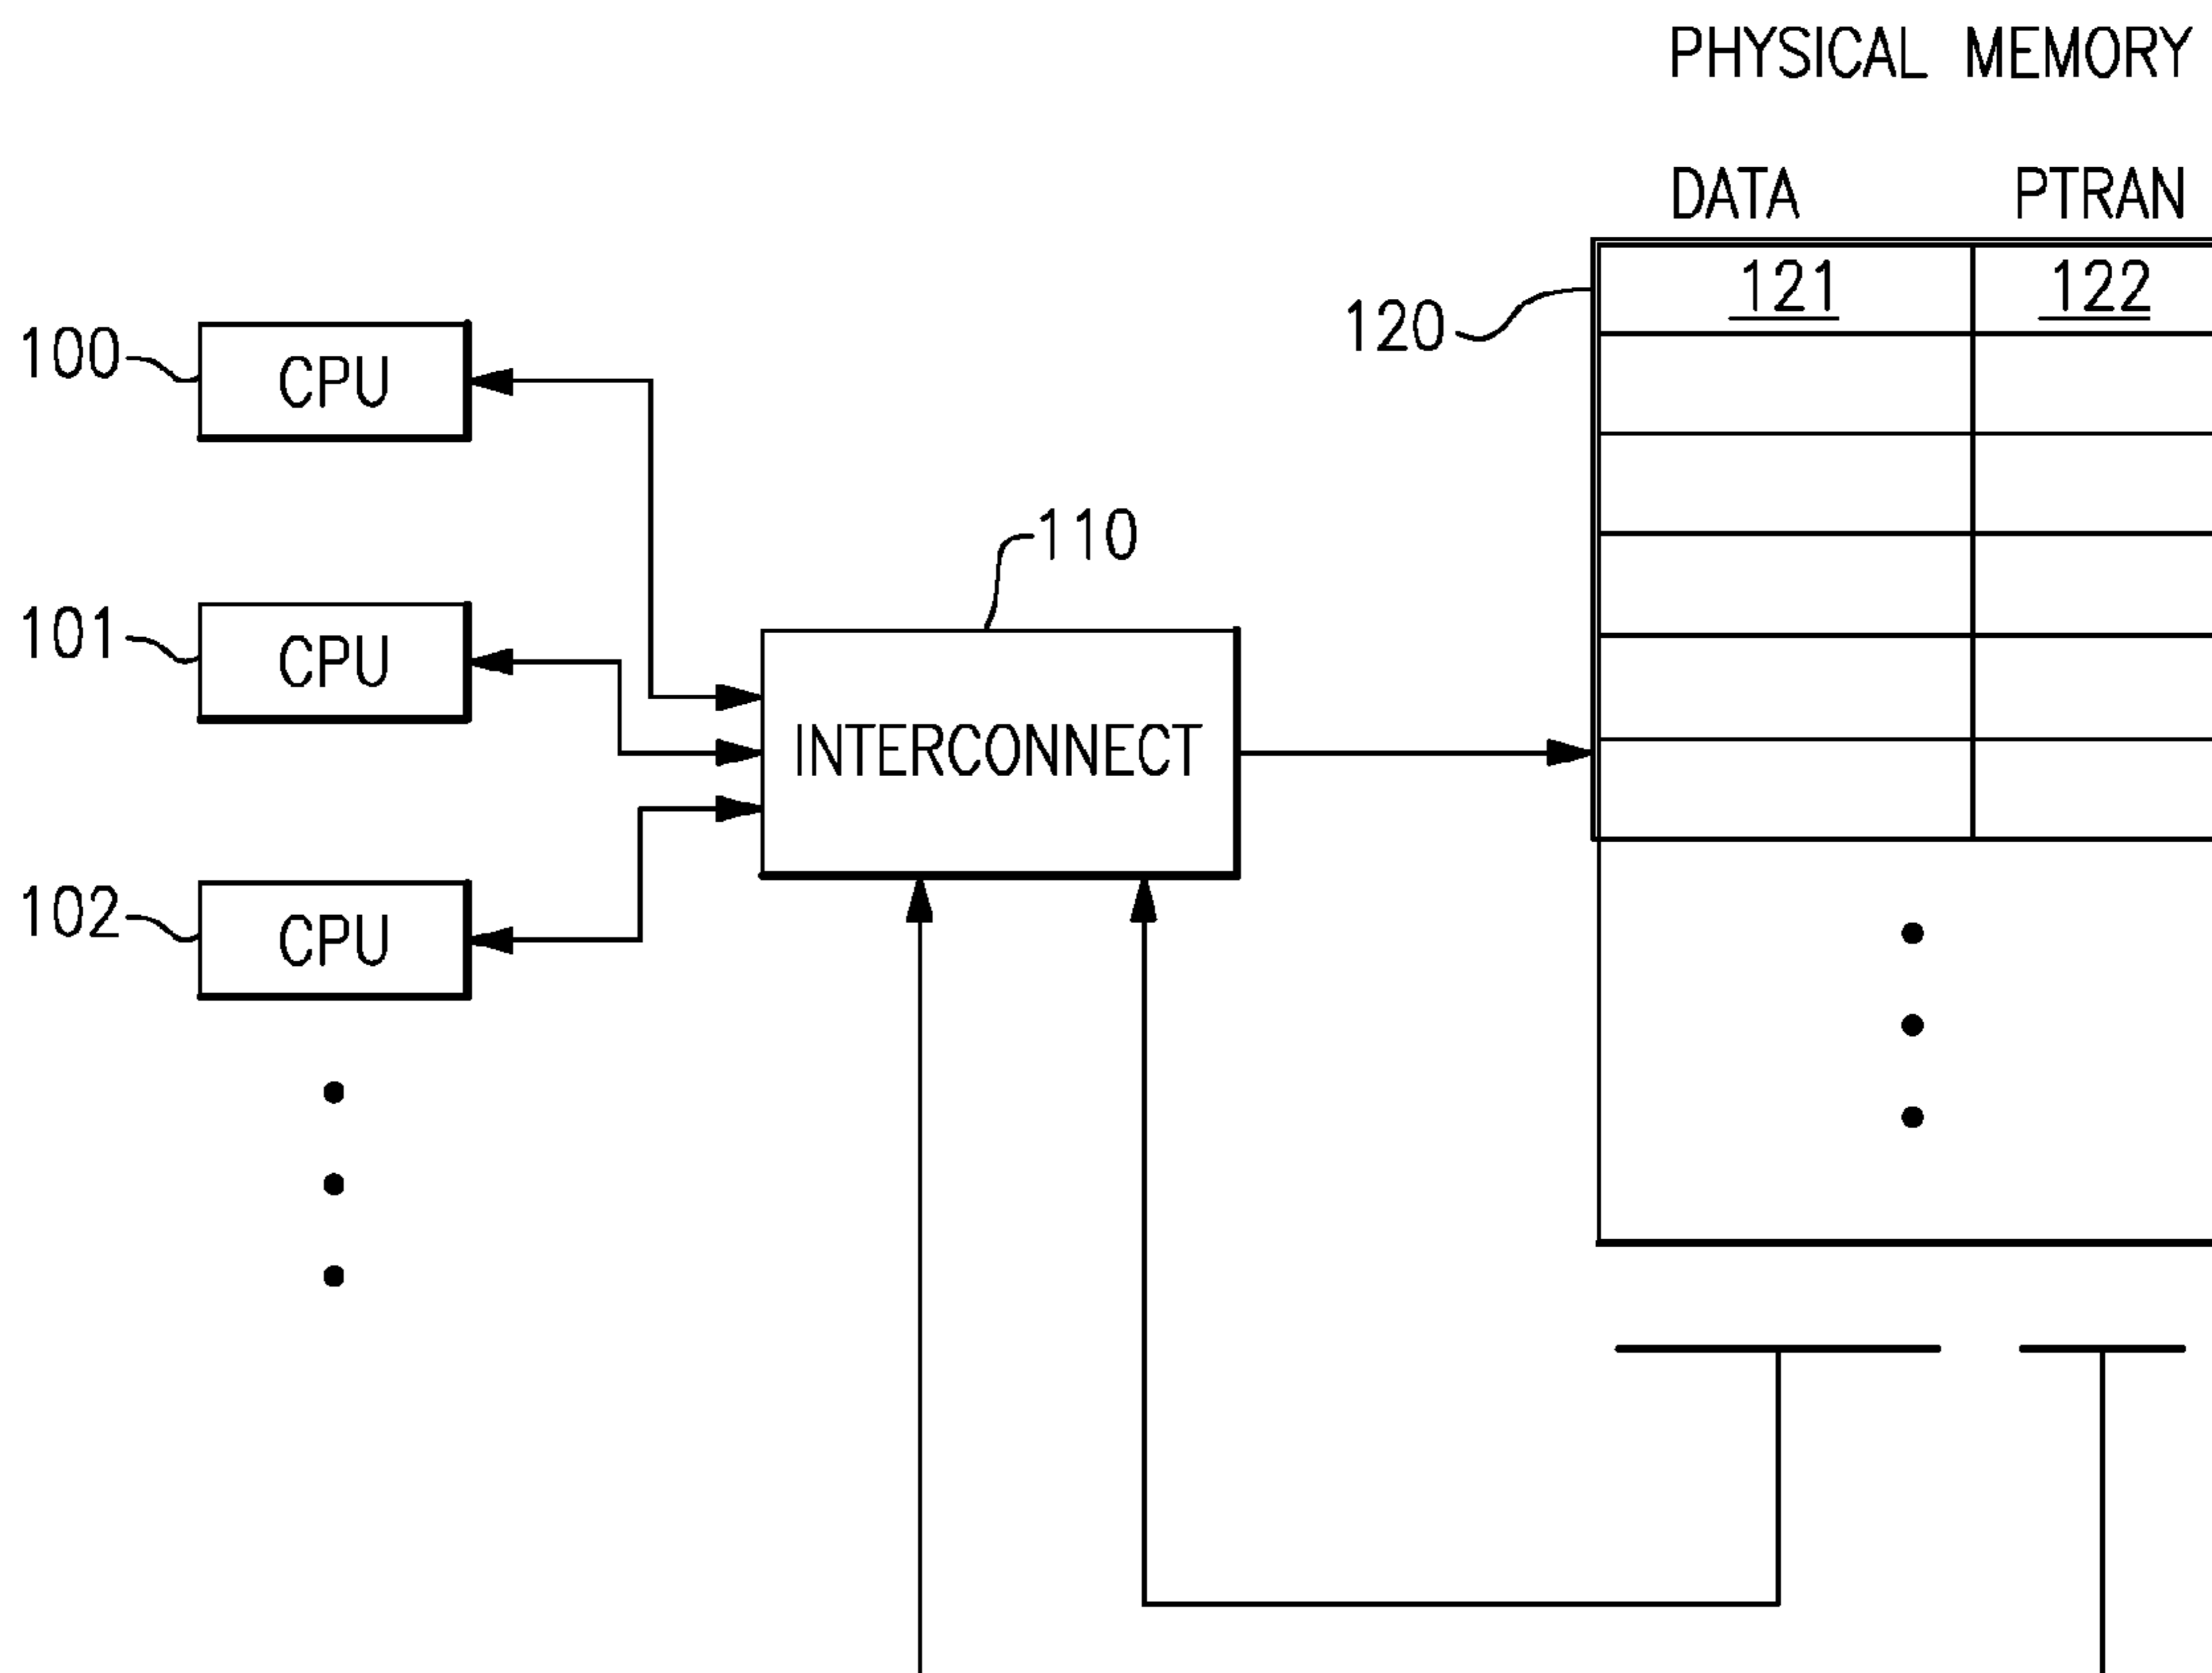 PHYSICAL MEMORY
DATA PTRAN
120 121 122
100 CPU
110
101 CPU
INTERCONNECT
102 CPU